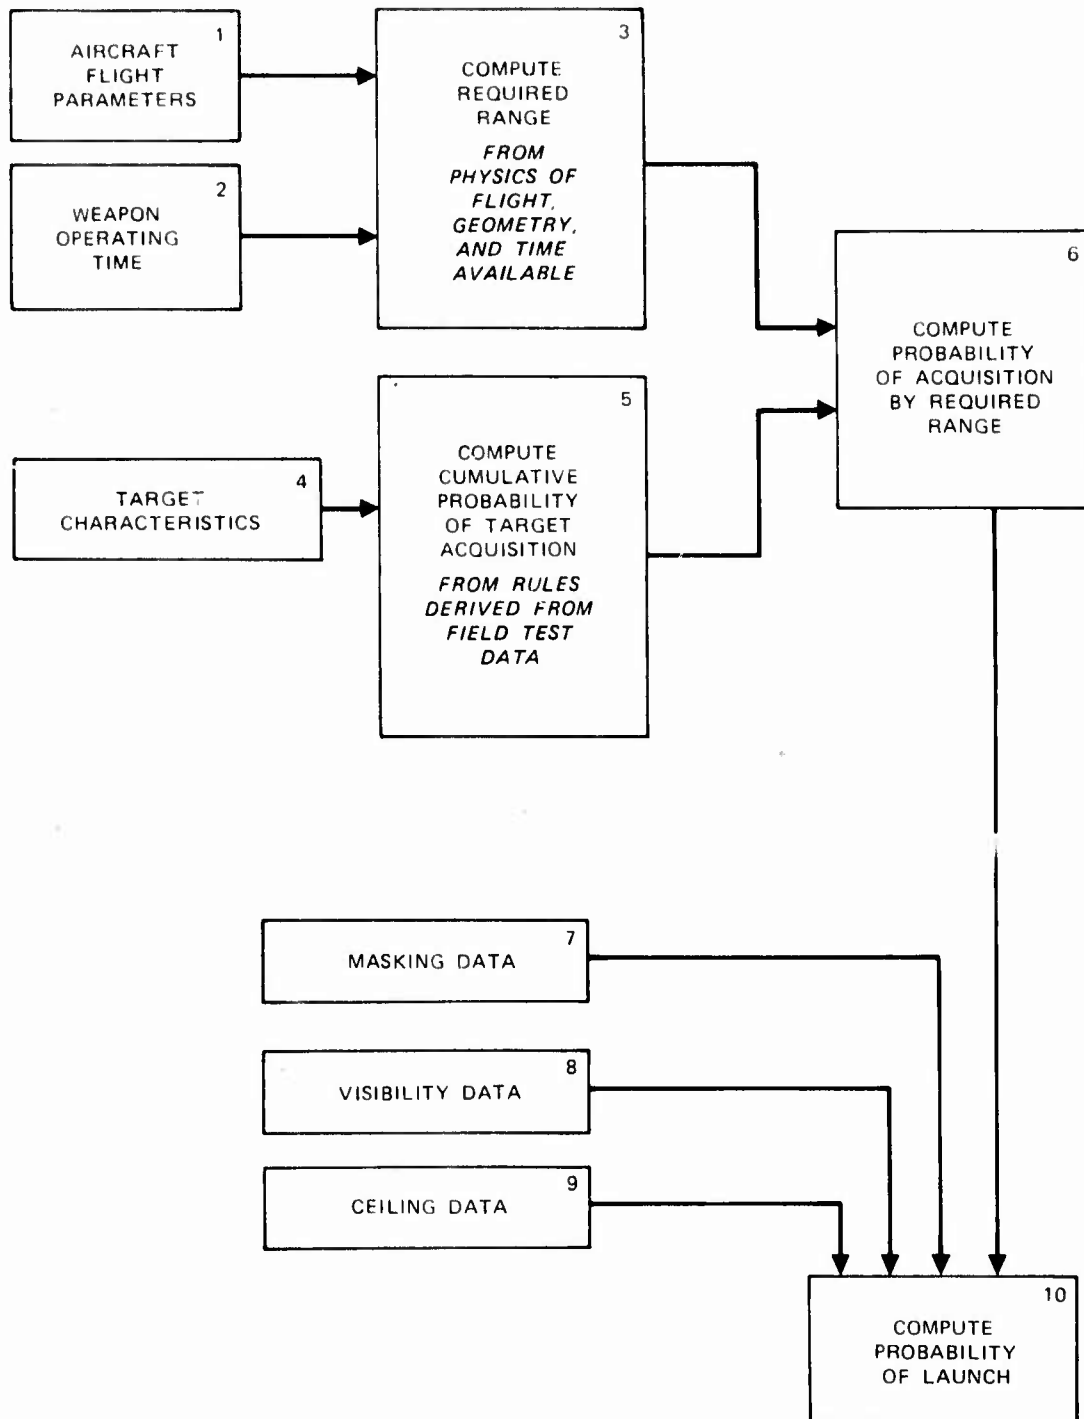 1
AIRCRAFT
FLIGHT
PARAMETERS
2
WEAPON
OPERATING
TIME
3
COMPUTE
REQUIRED
RANGE
FROM
PHYSICS OF
FLIGHT,
GEOMETRY,
AND TIME
AVAILABLE
4
TARGET
CHARACTERISTICS
5
COMPUTE
CUMULATIVE
PROBABILITY
OF TARGET
ACQUISITION
FROM RULES
DERIVED FROM
FIELD TEST
DATA
6
COMPUTE
PROBABILITY
OF ACQUISITION
BY REQUIRED
RANGE
7
MASKING DATA
8
VISIBILITY DATA
9
CEILING DATA
10
COMPUTE
PROBABILITY
OF LAUNCH